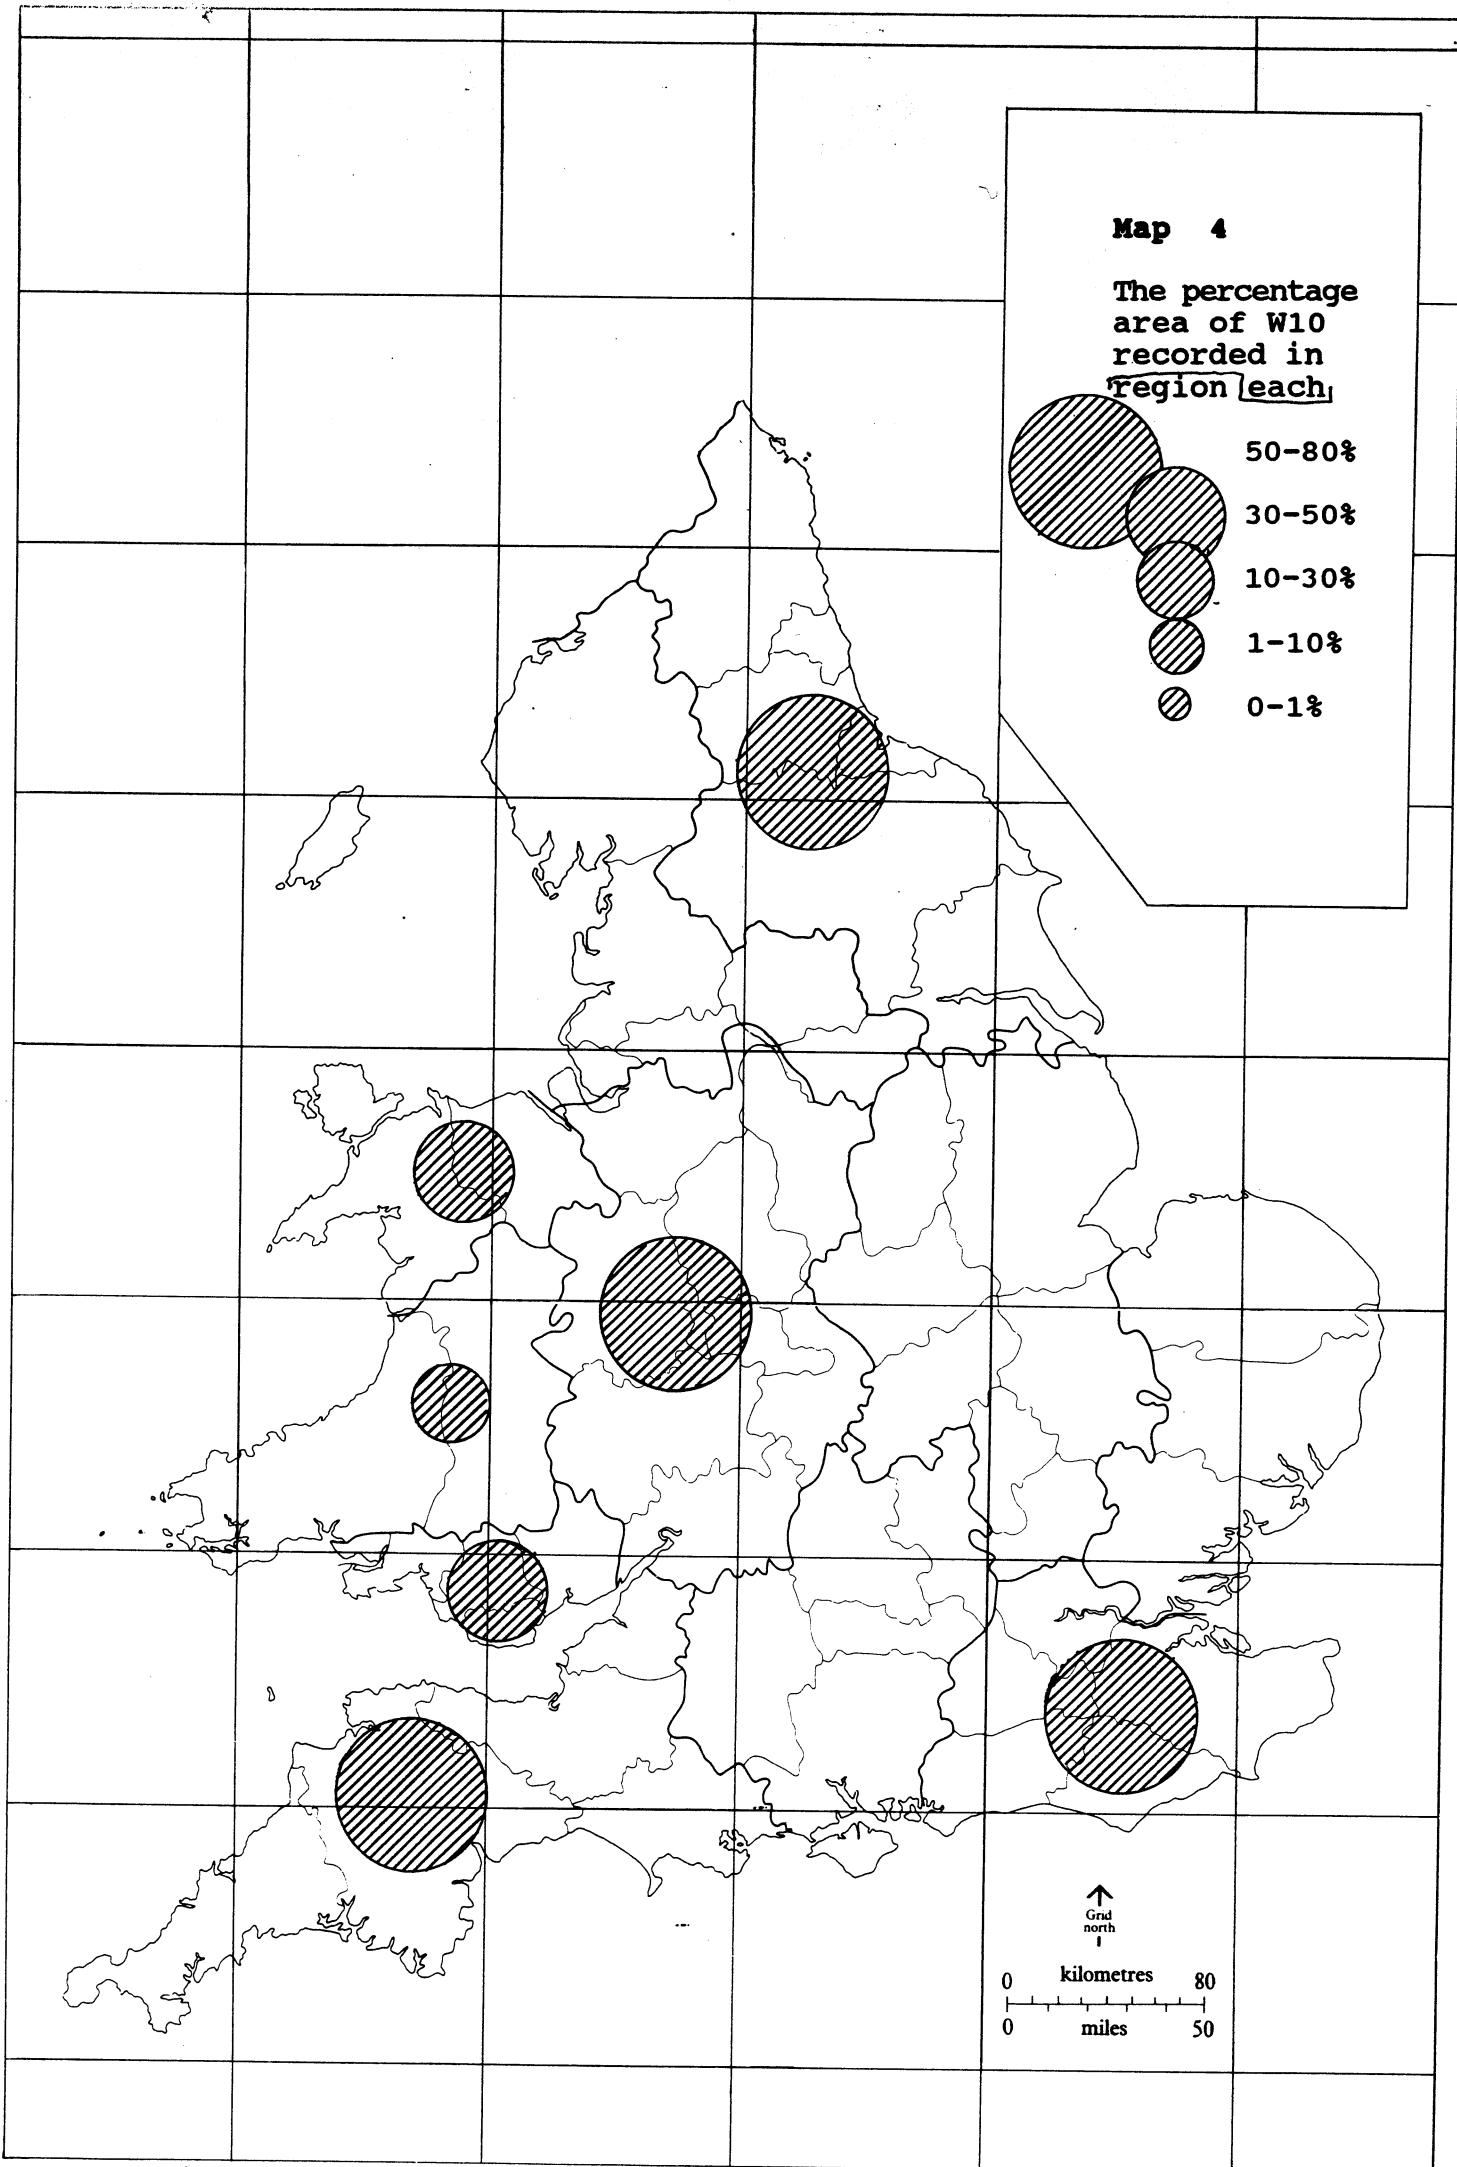 Map 4
The percentage
area of W10
recorded in
region each
50-80%
30-50%
10-30%
1-10%
0-1%
Grid
north
0 kilometres 80
0 miles 50